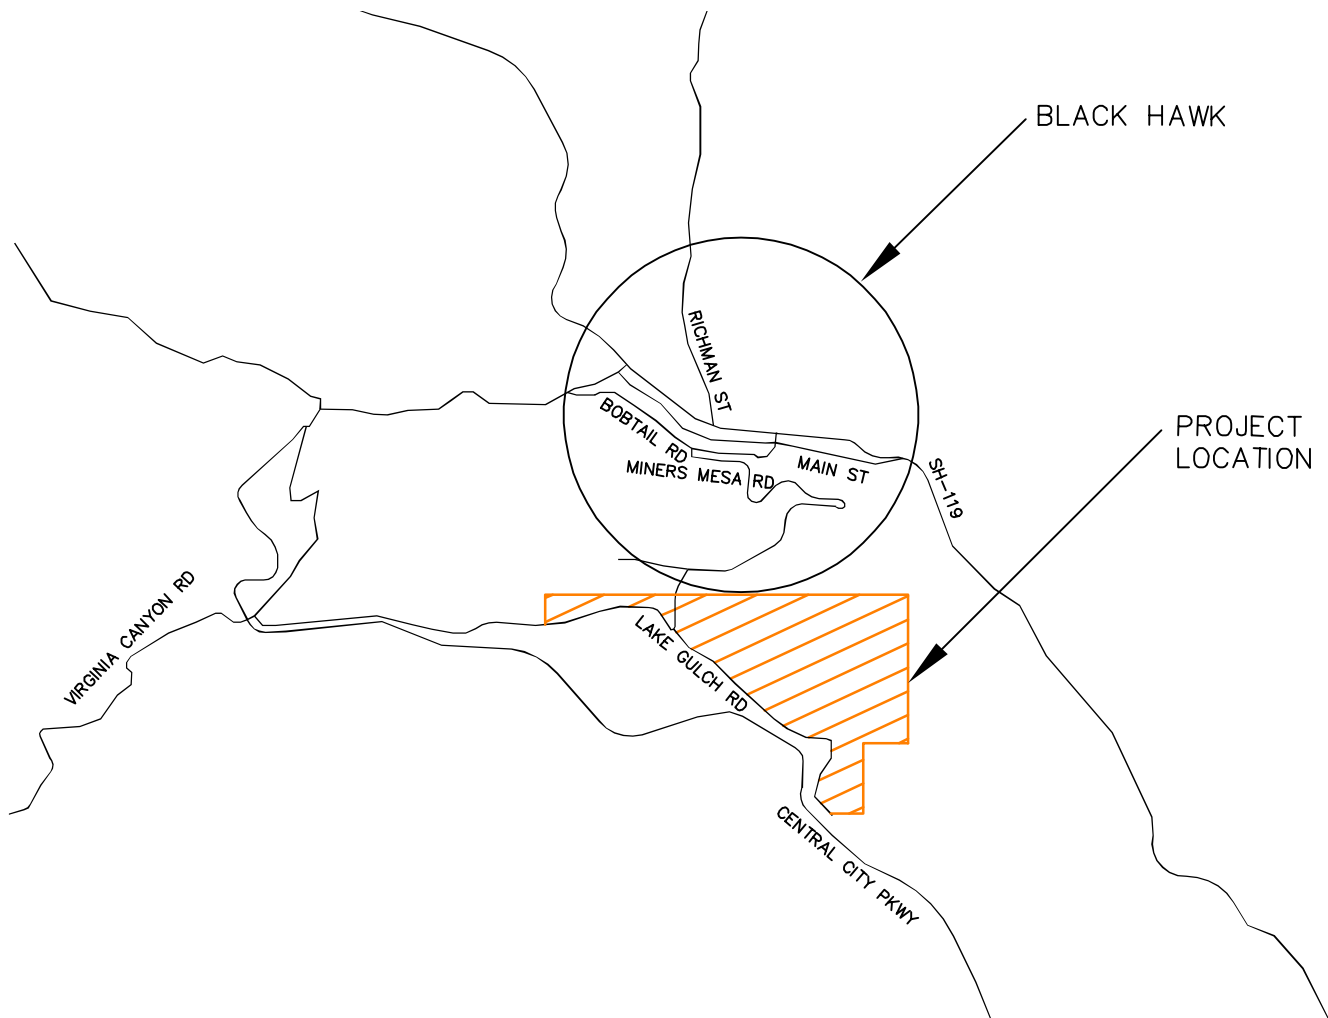 BLACK HAWK
RICHMAN ST
BOBTAIL RD
MINERS MESA RD
MAIN ST
SH-119
PROJECT
LOCATION
VIRGINIA CANYON RD
LAKE GULCH RD
CENTRAL CITY PKWY